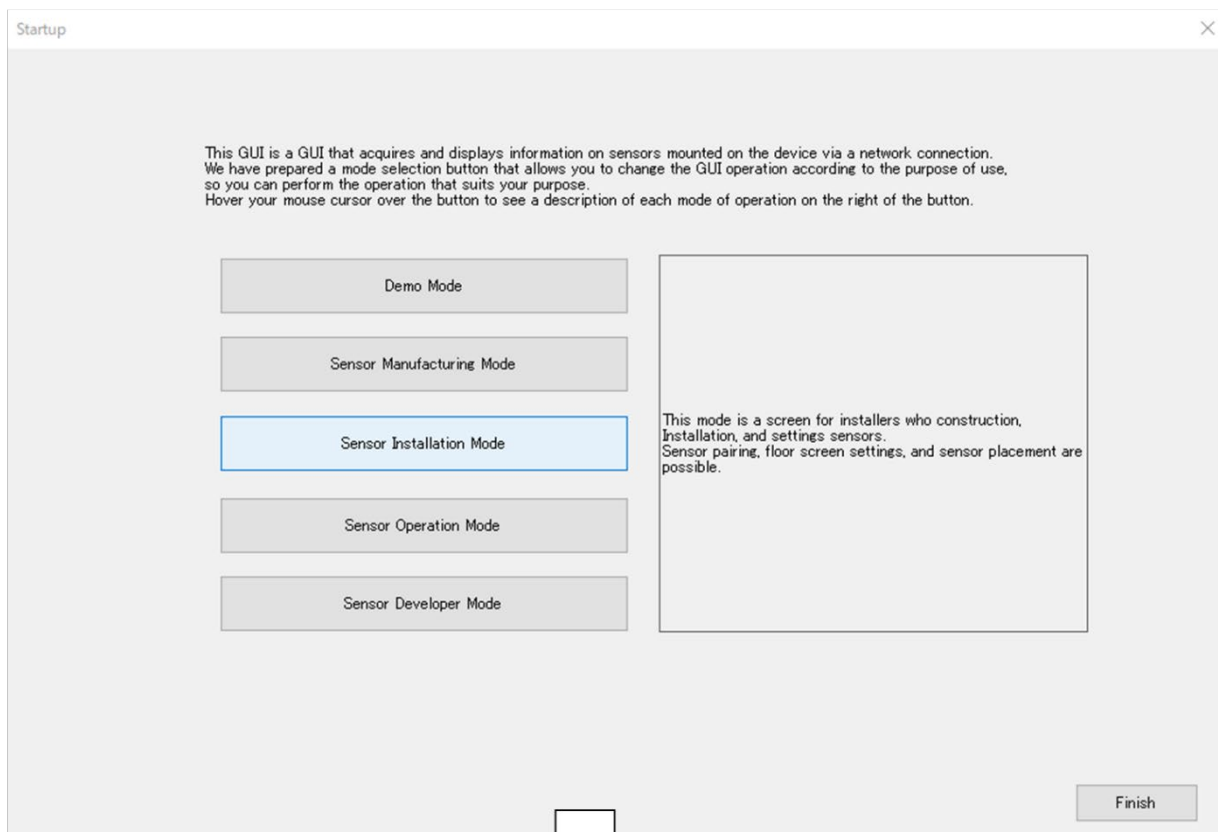 Startup
This GUI is a GUI that acquires and displays information on sensors mounted on the device via a network connection.
We have prepared a mode selection button that allows you to change the GUI operation according to the purpose of use,
so you can perform the operation that suits your purpose.
Hover your mouse cursor over the button to see a description of each mode of operation on the right of the button.
Demo Mode
Sensor Manufacturing Mode
Sensor Installation Mode
Sensor Operation Mode
Sensor Developer Mode
This mode is a screen for installers who construction,
Installation, and settings sensors.
Sensor pairing, floor screen settings, and sensor placement are
possible.
Finish